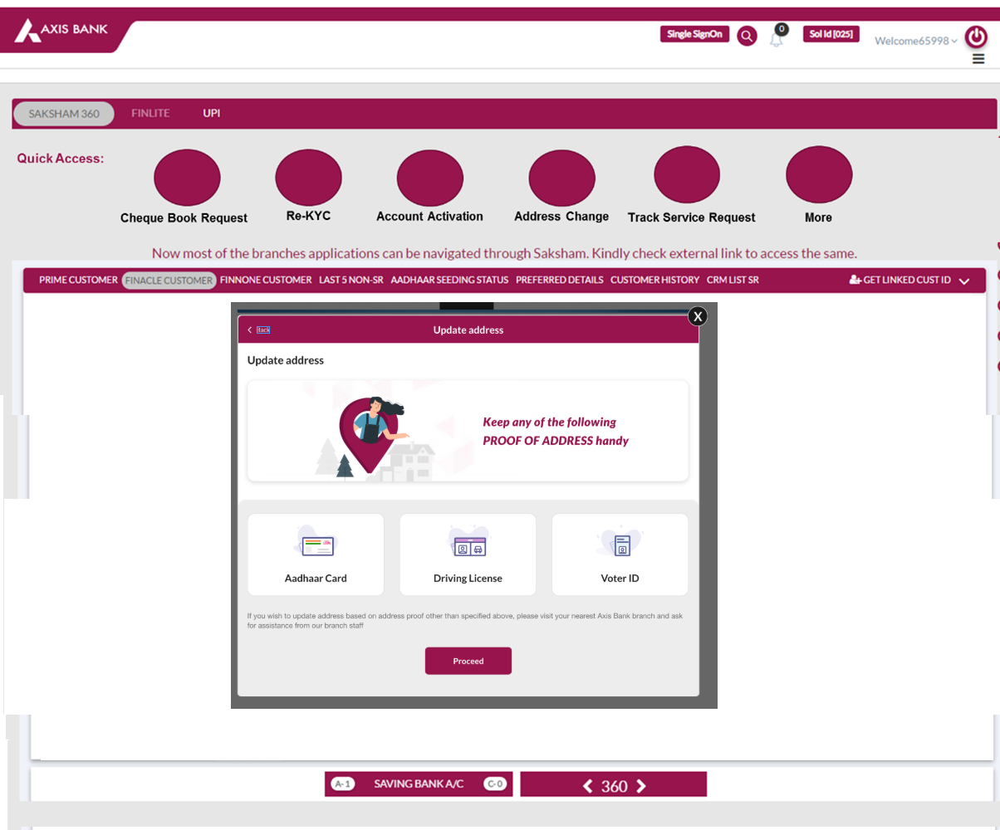 AXIS BANK
Single SignOn
0
Sol Id [025]
Welcome65998
SAKSHAM 360 FINLITE UPI
Quick Access:
Cheque Book Request Re-KYC Account Activation Address Change Track Service Request More
Now most of the branches applications can be navigated through Saksham. Kindly check external link to access the same.
PRIME CUSTOMER FINACLE CUSTOMER FINNONE CUSTOMER LAST 5 NON-SR AADHAAR SEEDING STATUS PREFERRED DETAILS CUSTOMER HISTORY CRM LIST SR GET LINKED CUST ID
X
Back Update address
Update address
Keep any of the following
PROOF OF ADDRESS handy
Aadhaar Card Driving License Voter ID
If you wish to update address based on address proof other than specified above, please visit your nearest Axis Bank branch and ask
for assistance from our branch staff
Proceed
A- 1 SAVING BANK A/C C- 0 360